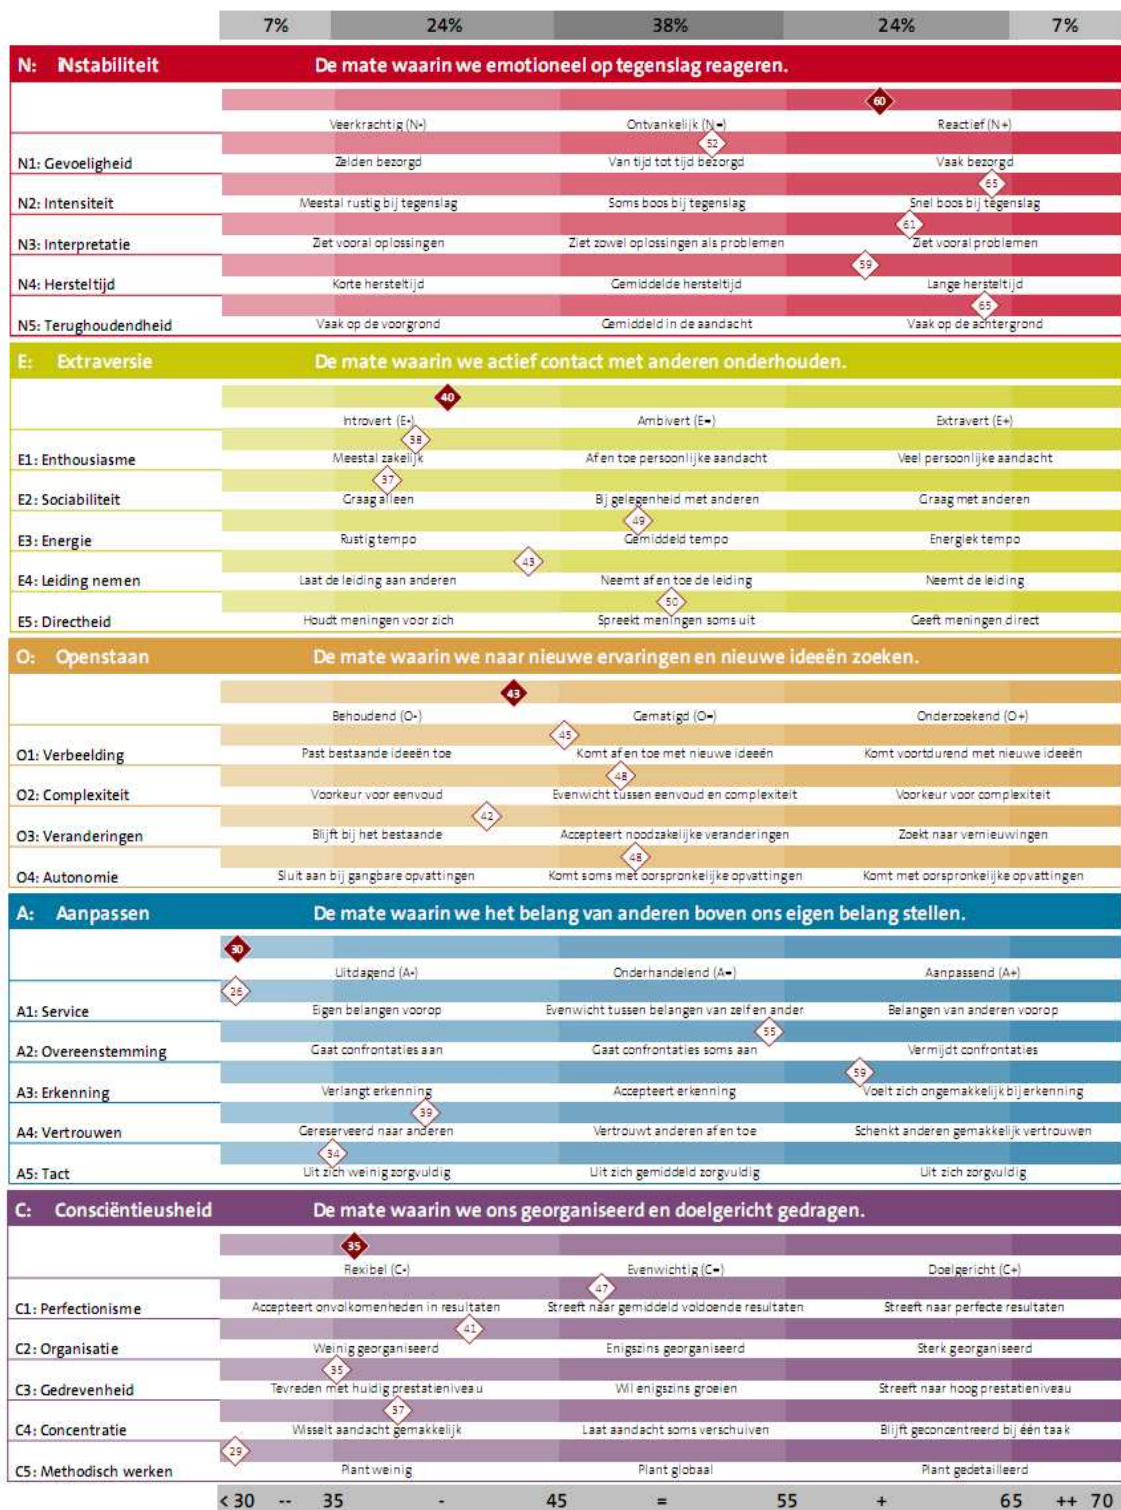 7% 24% 38% 24% 7%
N: INstabiliteit De mate waarin we emotioneel op tegenslag reageren.
60
Veerkrachtig (N-) Ontvankelijk (N=) Reactief (N+)
52
N1: Gevoeligheid Zelden bezorgd Van tijd tot tijd bezorgd Vaak bezorgd
65
N2: Intensiteit Meestal rustig bij tegenslag Soms boos bij tegenslag Snel boos bij tegenslag
61
N3: Interpretatie Ziet vooral oplossingen Ziet zowel oplossingen als problemen Ziet vooral problemen
59
N4: Hersteltijd Korte hersteltijd Gemiddelde hersteltijd Lange hersteltijd
65
N5: Terughoudendheid Vaak op de voorgrond Gemiddeld in de aandacht Vaak op de achtergrond
E: Extraversie De mate waarin we actief contact met anderen onderhouden.
40
Introvert (E-) Ambivert (E=) Extravert (E+)
38
E1: Enthousiasme Meestal zakelijk Af en toe persoonlijke aandacht Veel persoonlijke aandacht
37
E2: Sociabiliteit Graag alleen Bij gelegenheid met anderen Graag met anderen
49
E3: Energie Rustig tempo Gemiddeld tempo Energiek tempo
43
E4: Leiding nemen Laat de leiding aan anderen Neemt af en toe de leiding Neemt de leiding
50
E5: Directheid Houdt meningen voor zich Spreekt meningen soms uit Geeft meningen direct
O: Openstaan De mate waarin we naar nieuwe ervaringen en nieuwe ideeën zoeken.
43
Behoudend (O-) Gematigd (O=) Onderzoekend (O+)
45
O1: Verbeelding Past bestaande ideeën toe Komt af en toe met nieuwe ideeën Komt voortdurend met nieuwe ideeën
48
O2: Complexiteit Voorkeur voor eenvoud Evenwicht tussen eenvoud en complexiteit Voorkeur voor complexiteit
42
O3: Veranderingen Blijft bij het bestaande Accepteert noodzakelijke veranderingen Zoekt naar vernieuwingen
48
O4: Autonomie Sluit aan bij gangbare opvattingen Komt soms met oorspronkelijke opvattingen Komt met oorspronkelijke opvattingen
A: Aanpassen De mate waarin we het belang van anderen boven ons eigen belang stellen.
30
Uitdagend (A-) Onderhandelend (A=) Aanpassend (A+)
26
A1: Service Eigen belangen voorop Evenwicht tussen belangen van zelf en ander Belangen van anderen voorop
55
A2: Overeenstemming Gaat confrontaties aan Gaat confrontaties soms aan Vermijdt confrontaties
59
A3: Erkenning Verlangt erkenning Accepteert erkenning Voelt zich ongemakkelijk bij erkenning
39
A4: Vertrouwen Gereserveerd naar anderen Vertrouwt anderen af en toe Schenkt anderen gemakkelijk vertrouwen
34
A5: Tact Uit zich weinig zorgvuldig Uit zich gemiddeld zorgvuldig Uit zich zorgvuldig
C: Consciëntieusheid De mate waarin we ons georganiseerd en doelgericht gedragen.
35
Flexibel (C-) Evenwichtig (C=) Doelgericht (C+)
47
C1: Perfectionisme Accepteert onvolkomenheden in resultaten Streeft naar gemiddeld voldoende resultaten Streeft naar perfecte resultaten
41
C2: Organisatie Weinig georganiseerd Enigszins georganiseerd Sterk georganiseerd
35
C3: Gedrevenheid Tevreden met huidig prestatieniveau Wil enigszins groeien Streeft naar hoog prestatieniveau
37
C4: Concentratie Wisselt aandacht gemakkelijk Laat aandacht soms verschuiven Blijft geconcentreerd bij één taak
29
C5: Methodisch werken Plant weinig Plant globaal Plant gedetailleerd
< 30 -- 35 - 45 = 55 + 65 ++ 70